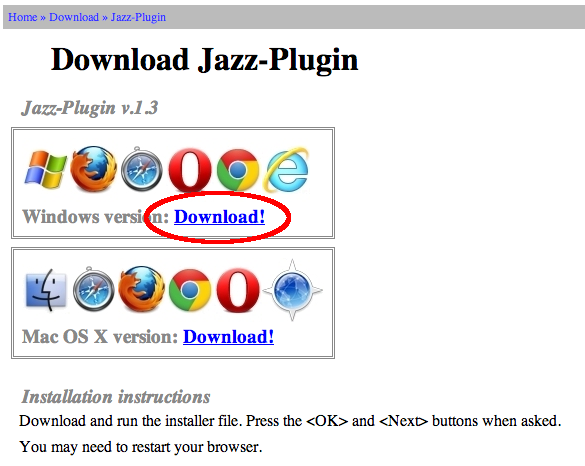 Home » Download » Jazz-Plugin
Download Jazz-Plugin
Jazz-Plugin v.1.3
Windows version: Download!
Mac OS X version: Download!
Installation instructions
Download and run the installer file. Press the <OK> and <Next> buttons when asked.
You may need to restart your browser.